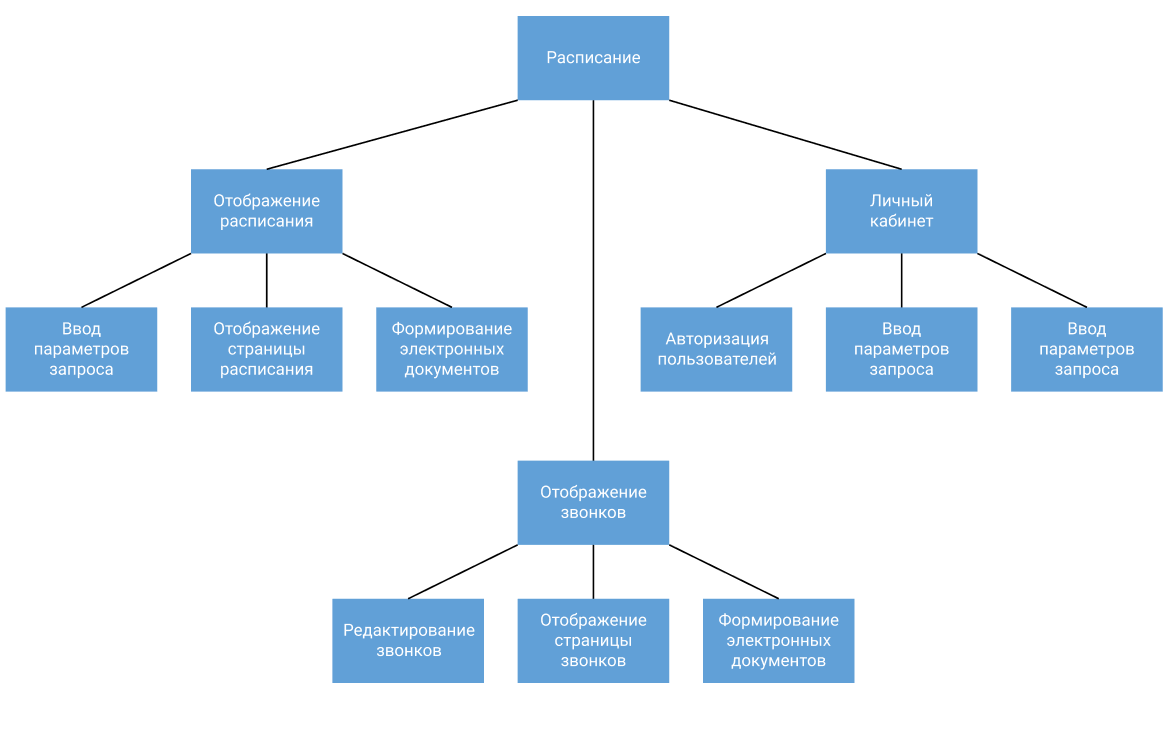 Расписание
Отображение
расписания
Личный
кабинет
Ввод
параметров
запроса
Отображение
страницы
расписания
Формирование
электронных
документов
Авторизация
пользователей
Ввод
параметров
запроса
Ввод
параметров
запроса
Отображение
звонков
Редактирование
звонков
Отображение
страницы
звонков
Формирование
электронных
документов